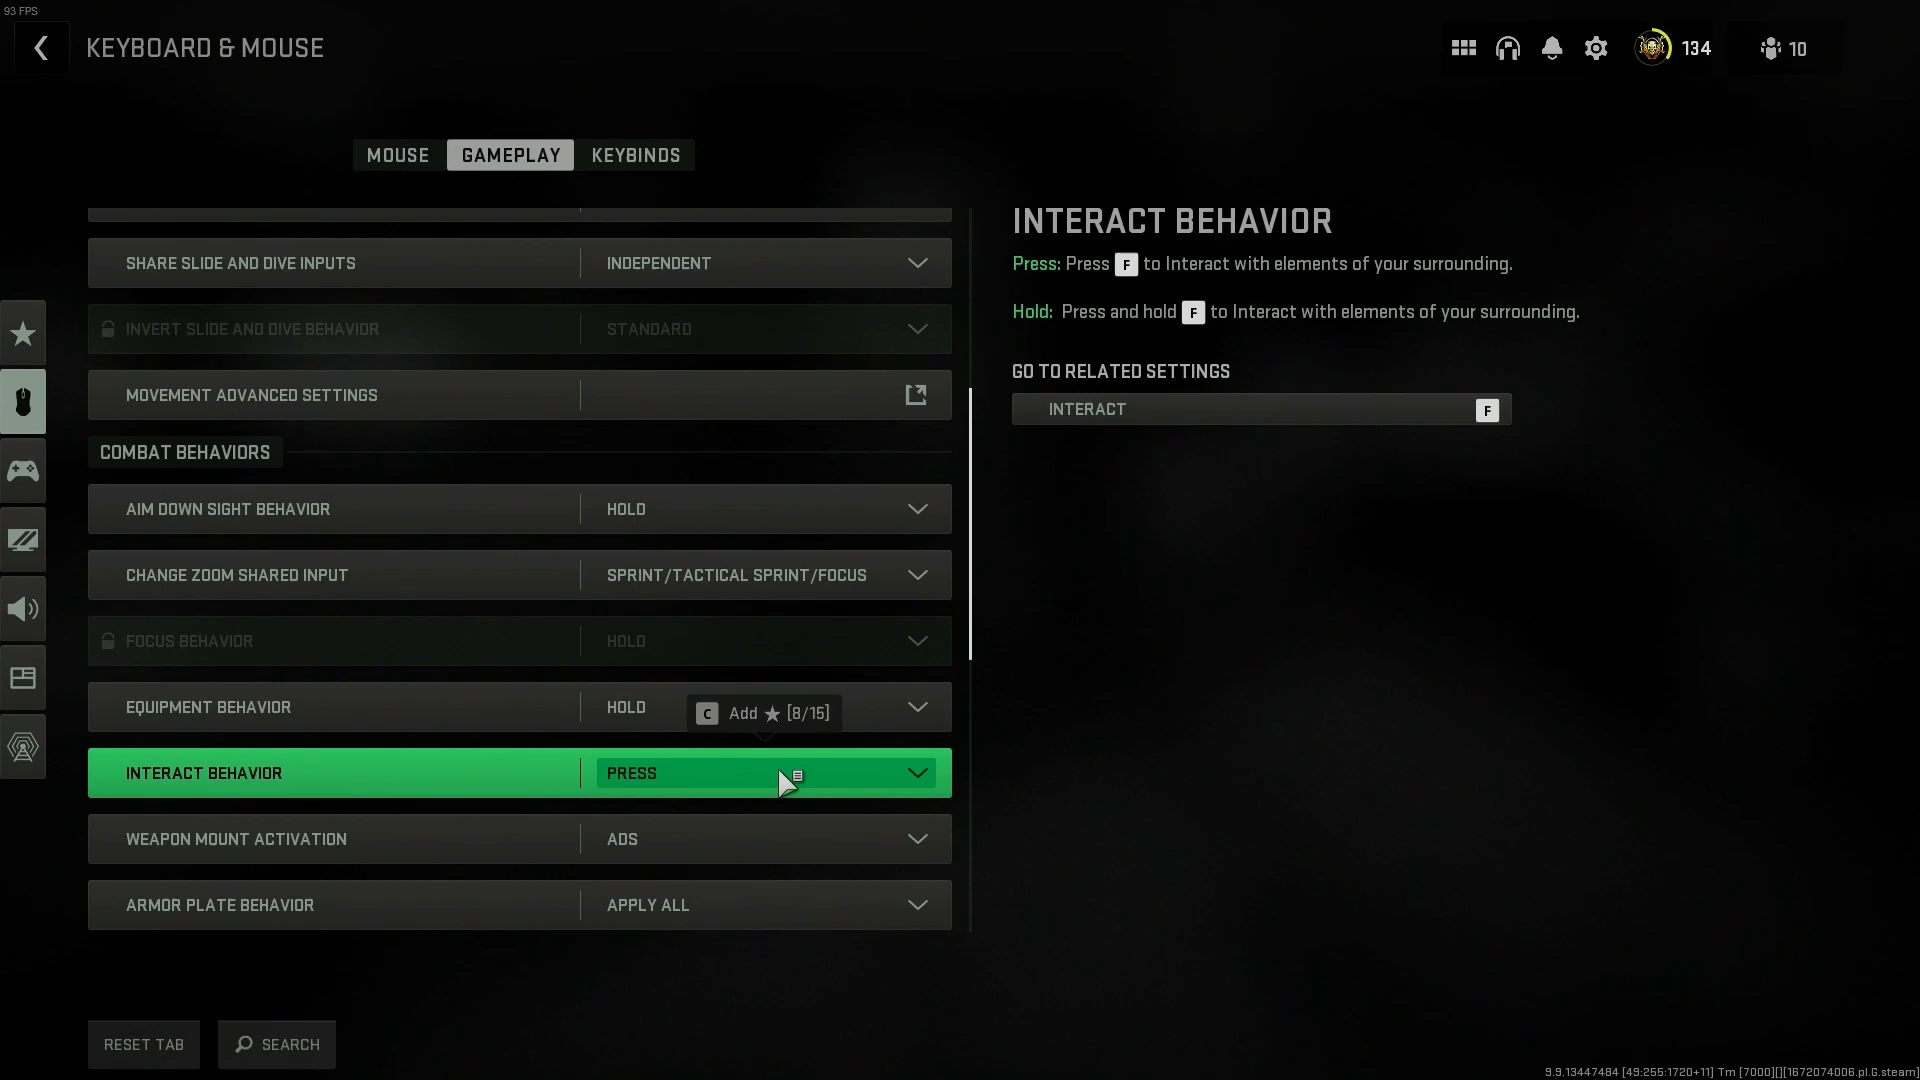 93 FPS
KEYBOARD & MOUSE
134
10
MOUSE
GAMEPLAY
KEYBINDS
SHARE SLIDE AND DIVE INPUTS
INDEPENDENT
INVERT SLIDE AND DIVE BEHAVIOR
STANDARD
MOVEMENT ADVANCED SETTINGS
COMBAT BEHAVIORS
AIM DOWN SIGHT BEHAVIOR
HOLD
CHANGE ZOOM SHARED INPUT
SPRINT/TACTICAL SPRINT/FOCUS
FOCUS BEHAVIOR
HOLD
EQUIPMENT BEHAVIOR
HOLD
C Add ★ [8/15]
INTERACT BEHAVIOR
PRESS
WEAPON MOUNT ACTIVATION
ADS
ARMOR PLATE BEHAVIOR
APPLY ALL
INTERACT BEHAVIOR
Press: Press F to Interact with elements of your surrounding.
Hold: Press and hold F to Interact with elements of your surrounding.
GO TO RELATED SETTINGS
INTERACT
F
RESET TAB
SEARCH
9.9.13447484 [49:255:1720+11] Tm [7000][][1672074006.pl.G.steam]